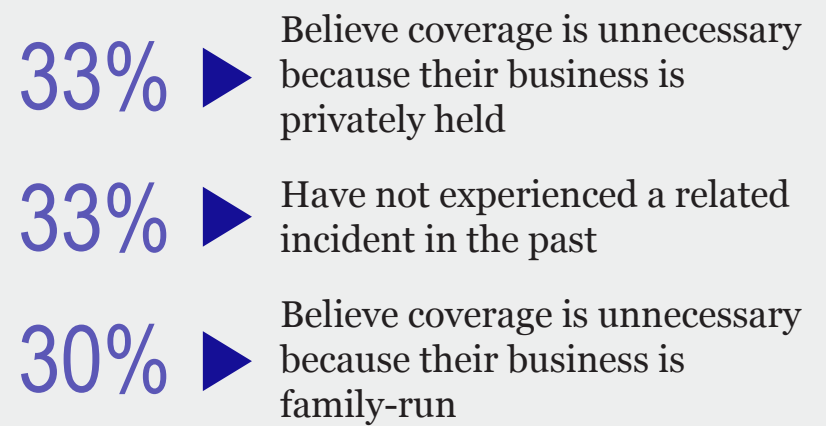 33%
Believe coverage is unnecessary
because their business is
privately held
33%
Have not experienced a related
incident in the past
30%
Believe coverage is unnecessary
because their business is
family-run